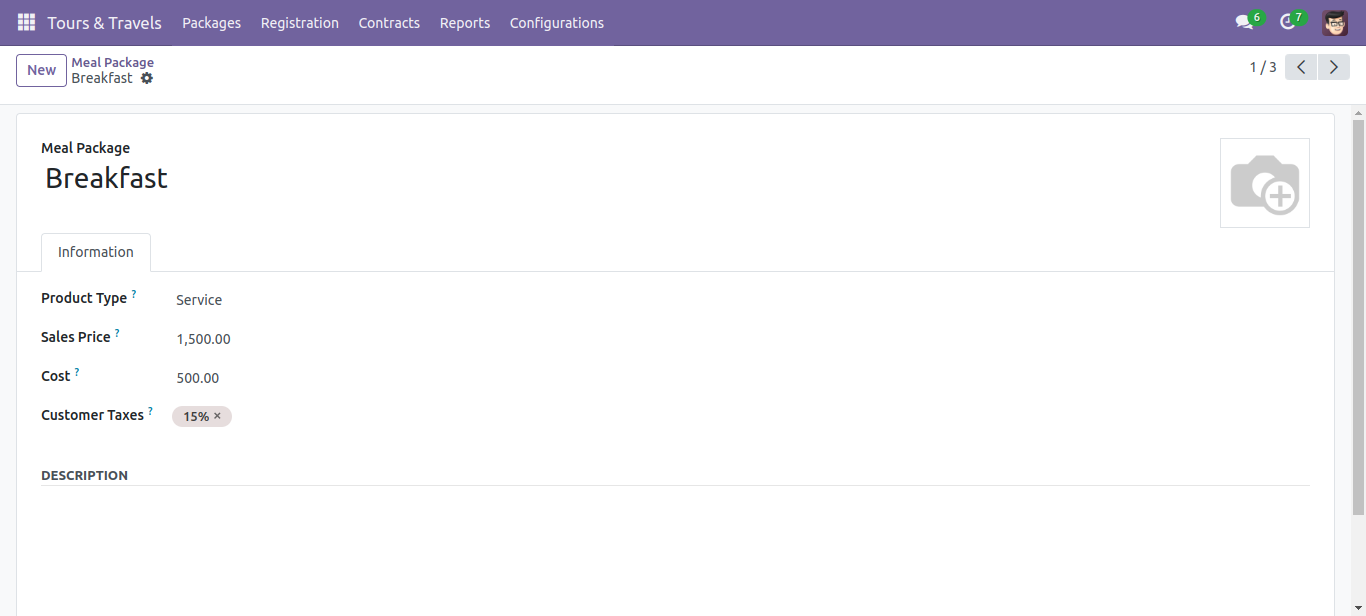 Tours & Travels Packages Registration Contracts Reports Configurations 6 7
New Meal Package
Breakfast
1 / 3
Meal Package
Breakfast
Information
Product Type ? Service
Sales Price ? 1,500.00
Cost ? 500.00
Customer Taxes ? 15% ×
DESCRIPTION